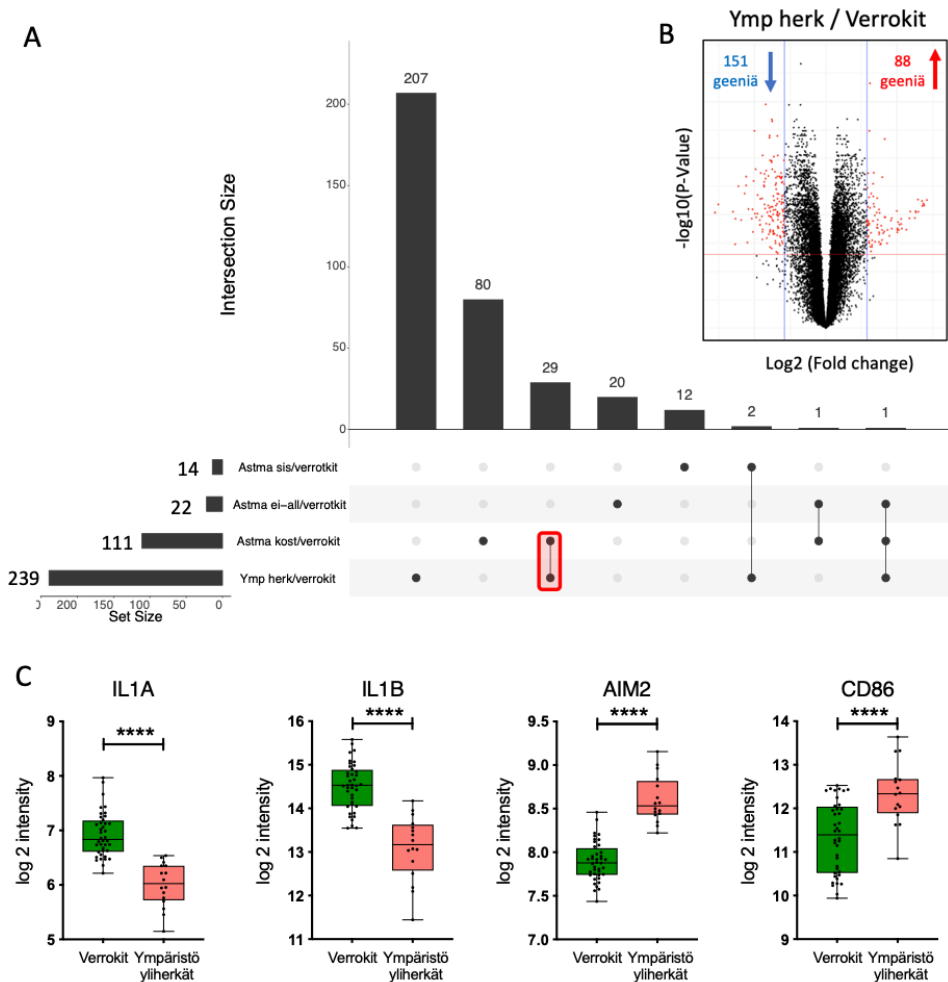 A
Intersection Size
200
150
100
50
0
207
80
29
20
12
2
1
1
B
Ymp herk / Verrokit
151
geeniä
88
geeniä
-log10(P-Value)
Log2 (Fold change)
14
Astma sis/verrotkit
22
Astma ei-all/verrotkit
111
Astma kost/verrokit
239
Ymp herk/verrokit
200 150 100 50 0
Set Size
C
IL1A
****
log 2 intensity
9
8
7
6
5
Verrokit Ympäristö
yliherkät
IL1B
****
log 2 intensity
16
15
14
13
12
11
Verrokit Ympäristö
yliherkät
AIM2
****
log 2 intensity
9.5
9.0
8.5
8.0
7.5
7.0
Verrokit Ympäristö
yliherkät
CD86
****
log 2 intensity
14
13
12
11
10
9
Verrokit Ympäristö
yliherkät